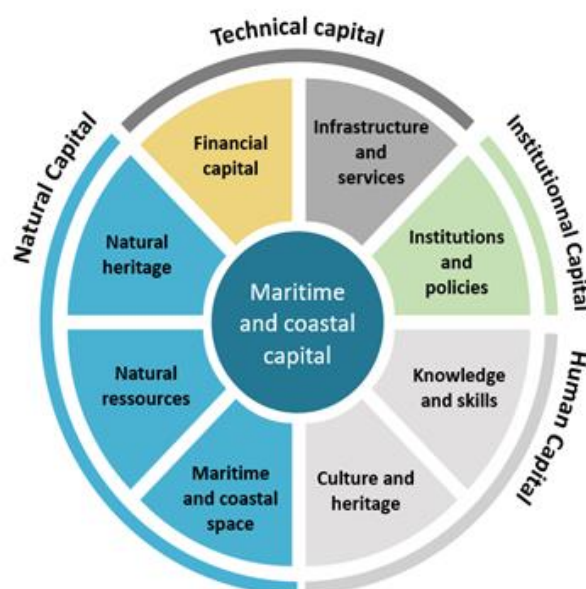 Technical capital
Natural Capital
Institutionnal Capital
Human Capital
Financial
capital
Infrastructure
and
services
Natural
heritage
Institutions
and
policies
Maritime
and coastal
capital
Natural
ressources
Knowledge
and skills
Maritime
and coastal
space
Culture and
heritage